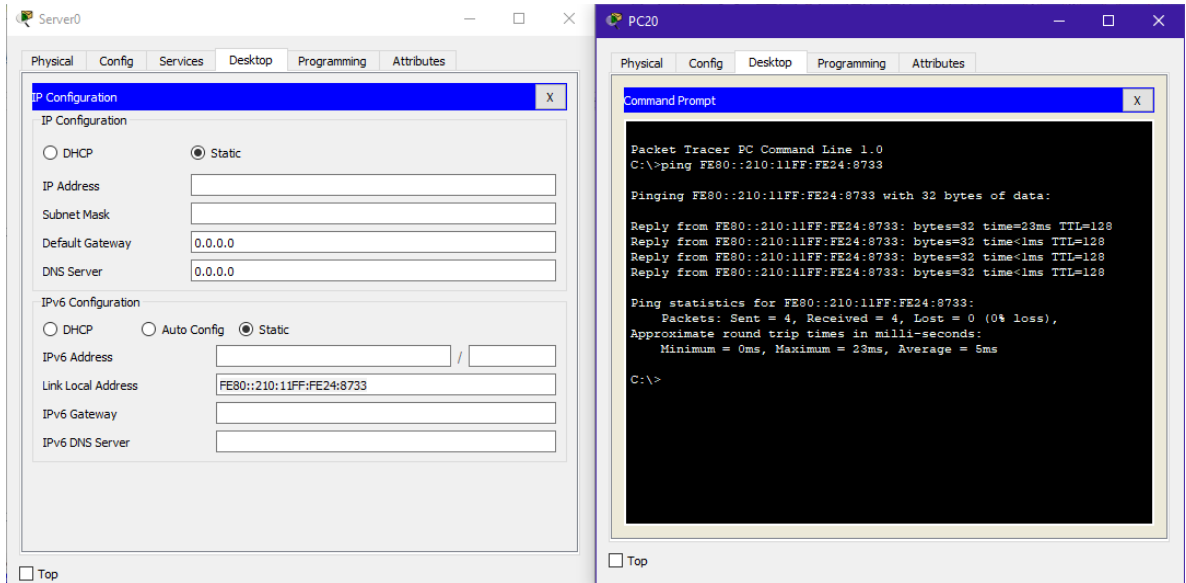 Server0
Physical Config Services Desktop Programming Attributes
IP Configuration X
IP Configuration
DHCP Static
IP Address
Subnet Mask
Default Gateway 0.0.0.0
DNS Server 0.0.0.0
IPv6 Configuration
DHCP Auto Config Static
IPv6 Address /
Link Local Address FE80::210:11FF:FE24:8733
IPv6 Gateway
IPv6 DNS Server
Top
PC20
Physical Config Desktop Programming Attributes
Command Prompt X
Packet Tracer PC Command Line 1.0
C:\>ping FE80::210:11FF:FE24:8733
Pinging FE80::210:11FF:FE24:8733 with 32 bytes of data:
Reply from FE80::210:11FF:FE24:8733: bytes=32 time=23ms TTL=128
Reply from FE80::210:11FF:FE24:8733: bytes=32 time<1ms TTL=128
Reply from FE80::210:11FF:FE24:8733: bytes=32 time<1ms TTL=128
Reply from FE80::210:11FF:FE24:8733: bytes=32 time<1ms TTL=128
Ping statistics for FE80::210:11FF:FE24:8733:
Packets: Sent = 4, Received = 4, Lost = 0 (0% loss),
Approximate round trip times in milli-seconds:
Minimum = 0ms, Maximum = 23ms, Average = 5ms
C:\>
Top